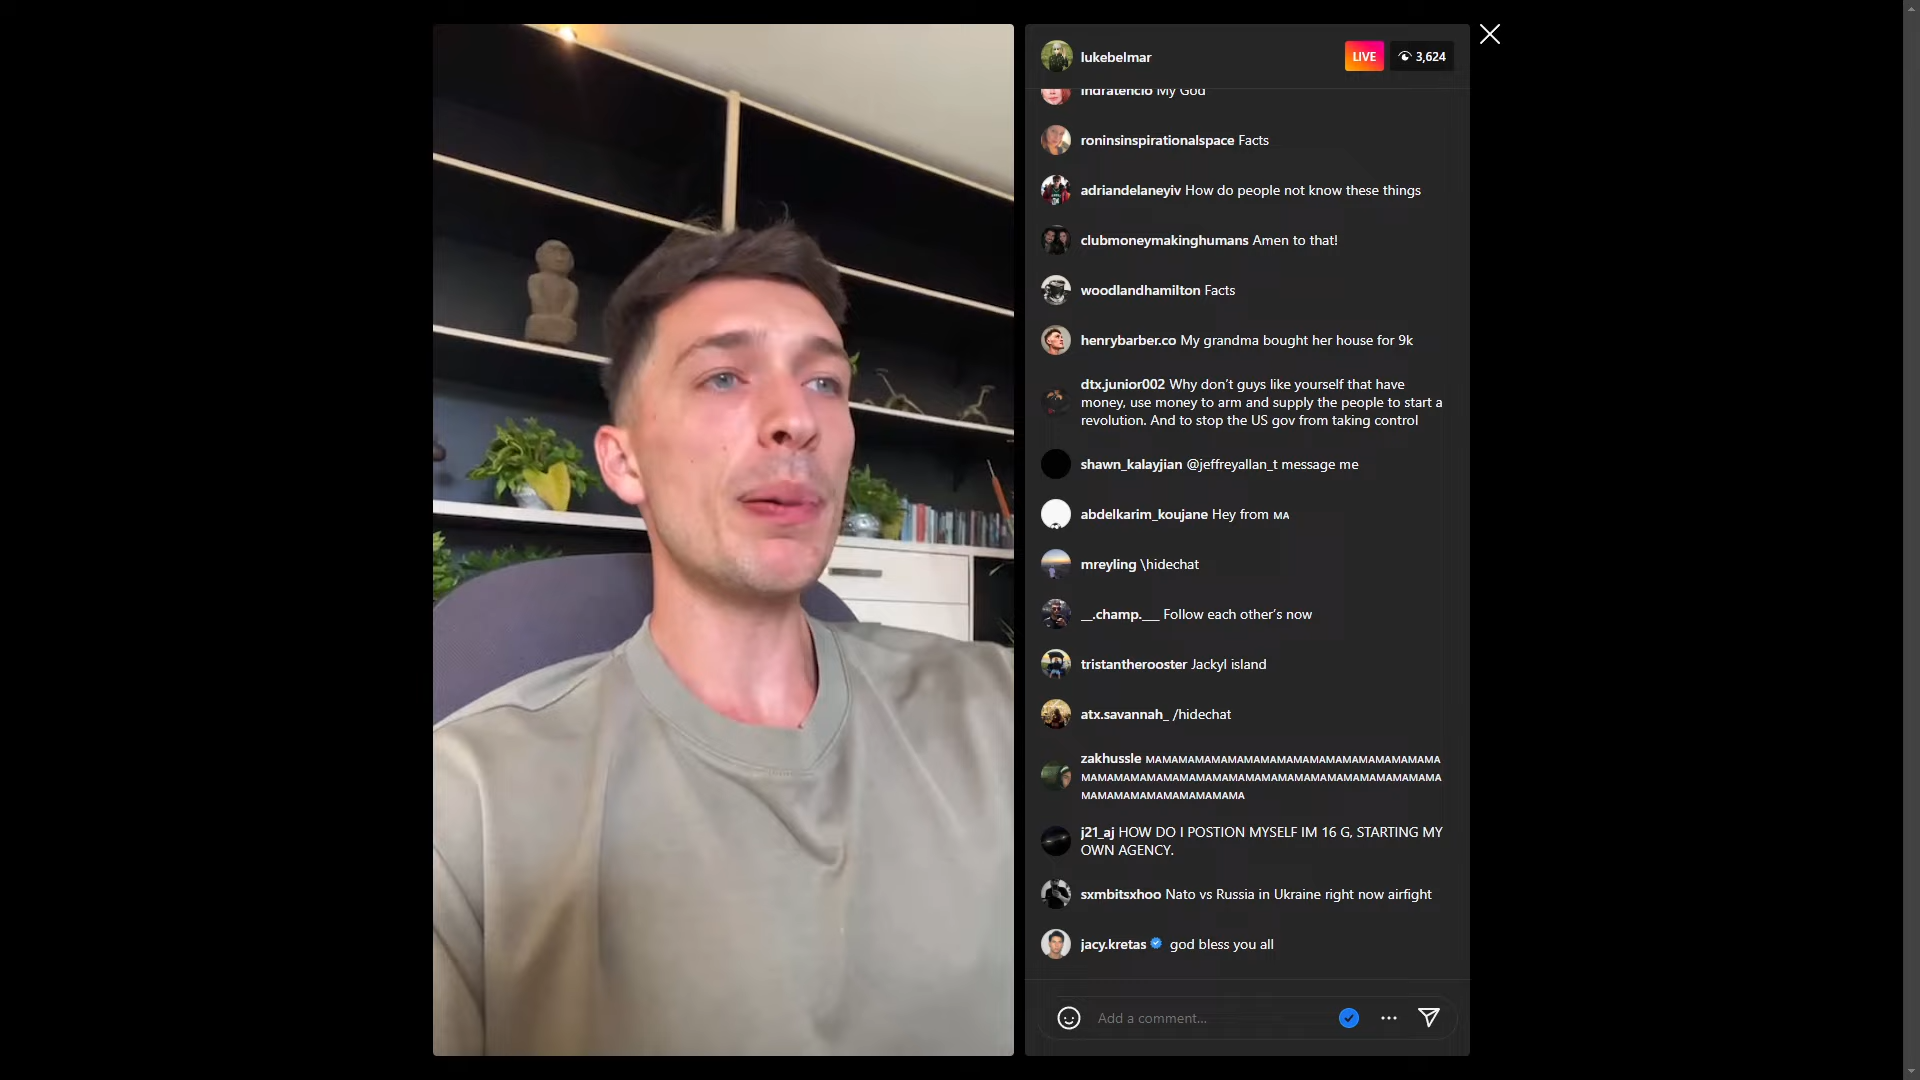 lukebelmar
LIVE
3,624
indratencio My God
roninsinspirationalspace Facts
adriandelaneyiv How do people not know these things
clubmoneymakinghumans Amen to that!
woodlandhamilton Facts
henrybarber.co My grandma bought her house for 9k
dtx.junior002 Why don’t guys like yourself that have
money, use money to arm and supply the people to start a
revolution. And to stop the US gov from taking control
shawn_kalayjian @jeffreyallan_t message me
abdelkarim_koujane Hey from 🇲🇦
mreyling \hidechat
__.champ.___ Follow each other’s now
tristantherooster Jackyl island
atx.savannah_ /hidechat
zakhussle 🇲🇦🇲🇦🇲🇦🇲🇦🇲🇦🇲🇦🇲🇦🇲🇦🇲🇦🇲🇦🇲🇦🇲🇦🇲🇦🇲🇦🇲🇦🇲🇦🇲🇦🇲🇦
🇲🇦🇲🇦🇲🇦🇲🇦🇲🇦🇲🇦🇲🇦🇲🇦🇲🇦🇲🇦🇲🇦🇲🇦🇲🇦🇲🇦🇲🇦🇲🇦🇲🇦🇲🇦🇲🇦🇲🇦🇲🇦🇲🇦
🇲🇦🇲🇦🇲🇦🇲🇦🇲🇦🇲🇦🇲🇦🇲🇦🇲🇦🇲🇦
j21_aj HOW DO I POSTION MYSELF IM 16 G, STARTING MY
OWN AGENCY.
sxmbitsxhoo Nato vs Russia in Ukraine right now airfight
jacy.kretas god bless you all
Add a comment...